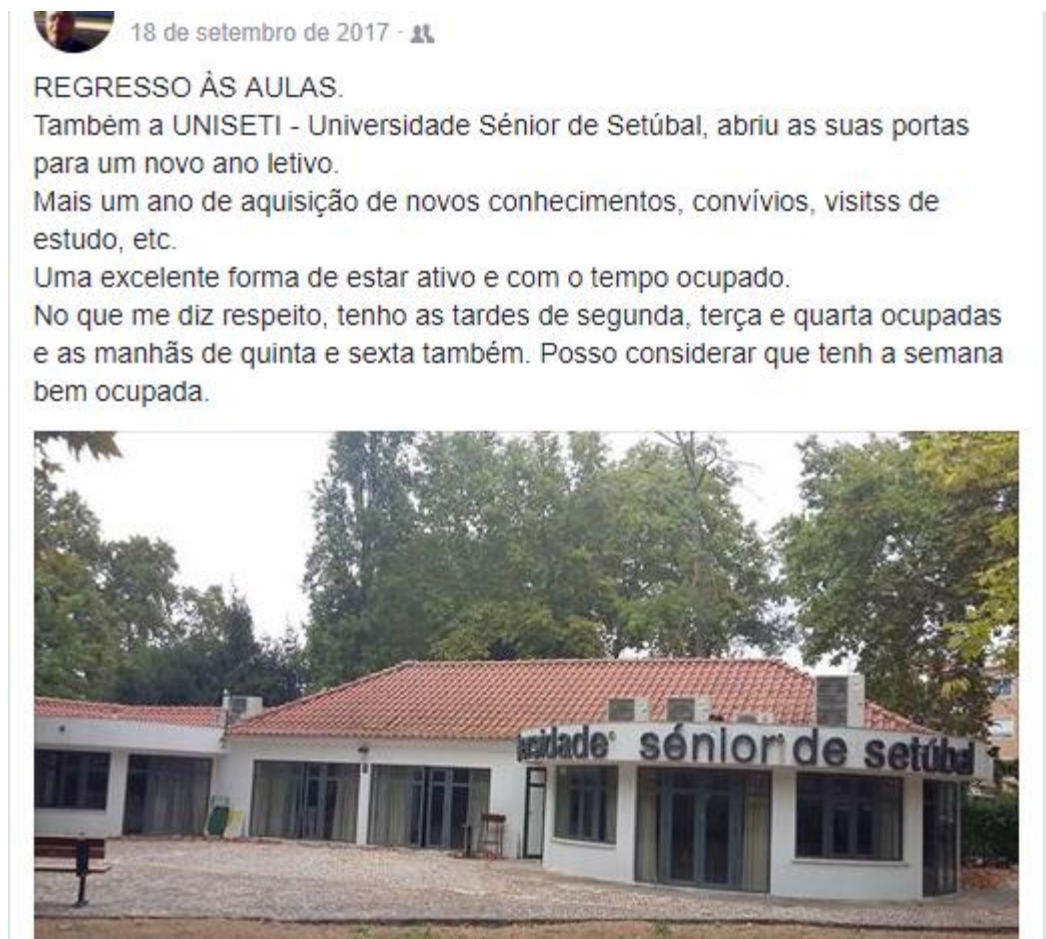 18 de setembro de 2017 ·
REGRESSO ÀS AULAS.
Também a UNISETI - Universidade Sénior de Setúbal, abriu as suas portas
para um novo ano letivo.
Mais um ano de aquisição de novos conhecimentos, convívios, visitss de
estudo, etc.
Uma excelente forma de estar ativo e com o tempo ocupado.
No que me diz respeito, tenho as tardes de segunda, terça e quarta ocupadas
e as manhãs de quinta e sexta também. Posso considerar que tenh a semana
bem ocupada.
sénior de setúbal